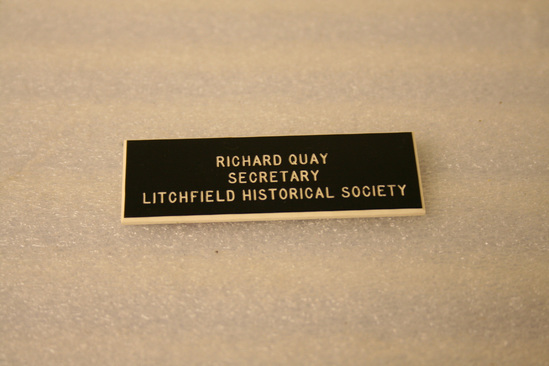 RICHARD QUAY
SECRETARY
LITCHFIELD HISTORICAL SOCIETY